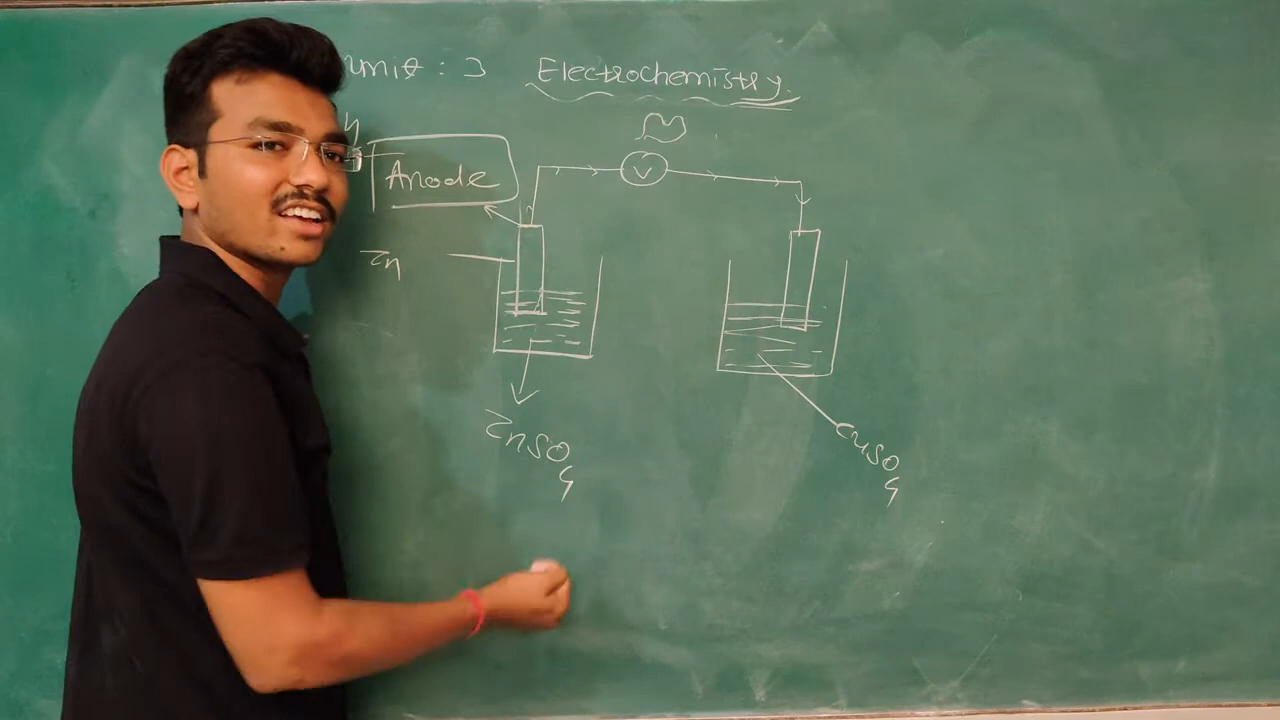 Unit : 3 Electrochemistry.
Anode
V
Zn
ZnSO4
CuSO4